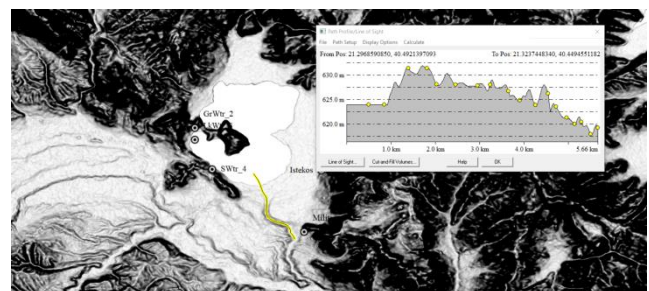 Path Profile/Line of Sight
File Path Setup Display Options Calculate
From Pos: 21.2968590850, 40.4921397093 To Pos: 21.3237448340, 40.4494551182
630.0 m
625.0 m
620.0 m
1.0 km 2.0 km 3.0 km 4.0 km 5.66 km
Line of Sight... Cut and Fill Volumes... Help OK
GrWtr_2
SWtr_4
Istekos